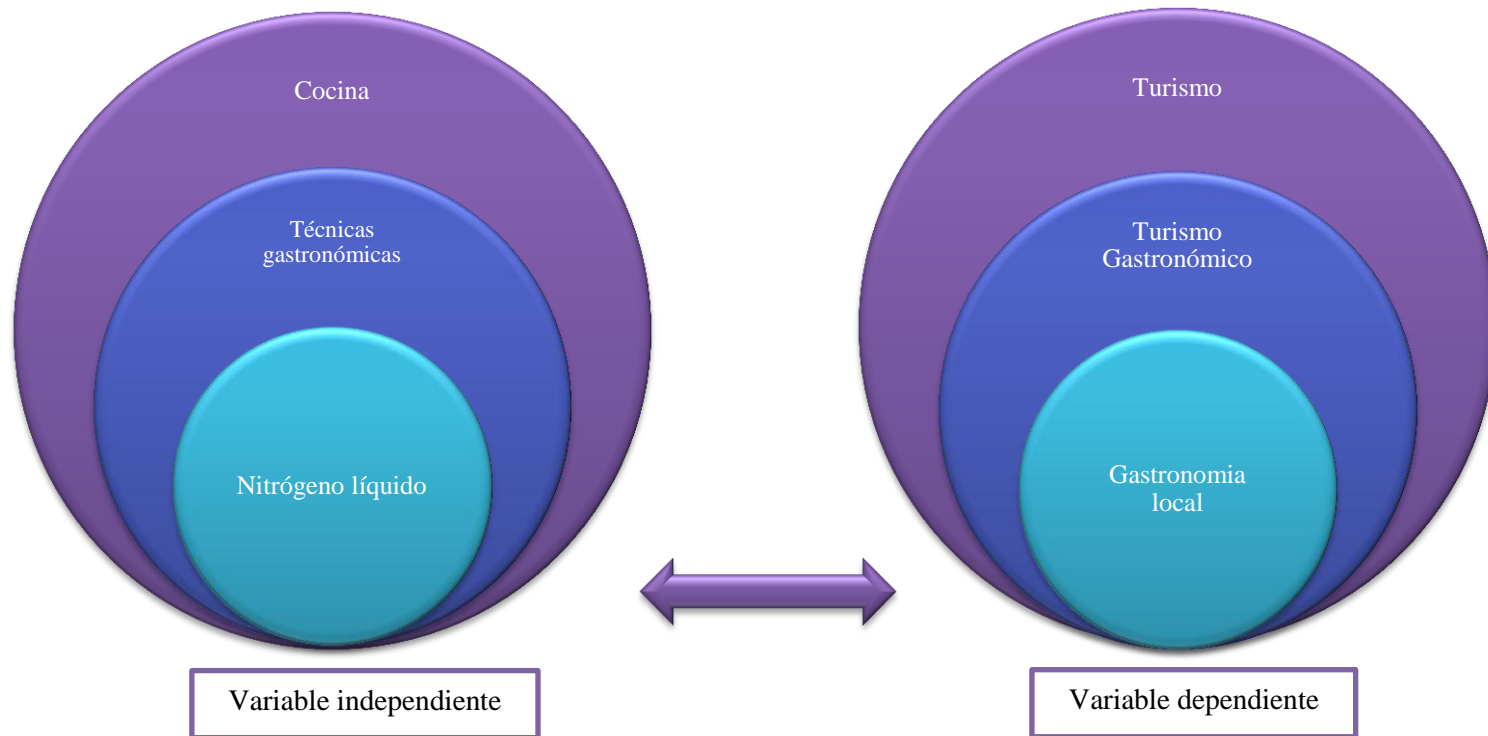 Cocina
Técnicas
gastronómicas
Nitrógeno líquido
Variable independiente
Turismo
Turismo
Gastronómico
Gastronomia
local
Variable dependiente